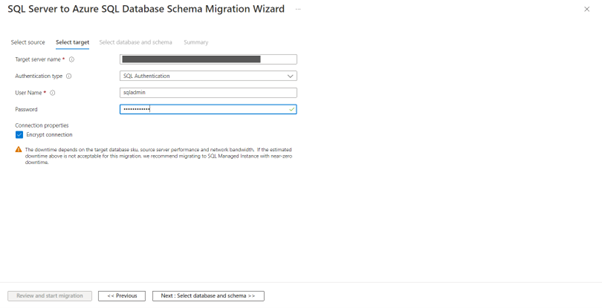 SQL Server to Azure SQL Database Schema Migration Wizard ...
Select source Select target Select database and schema Summary
Target server name *
Authentication type SQL Authentication
User Name * sqladmin
Password ••••••••••••
Connection properties
Encrypt connection
The downtime depends on the target database sku, source server performance and network bandwidth. If the estimated
downtime above is not acceptable for this migration, we recommend migrating to SQL Managed Instance with near-zero
downtime.
Review and start migration << Previous Next : Select database and schema >>